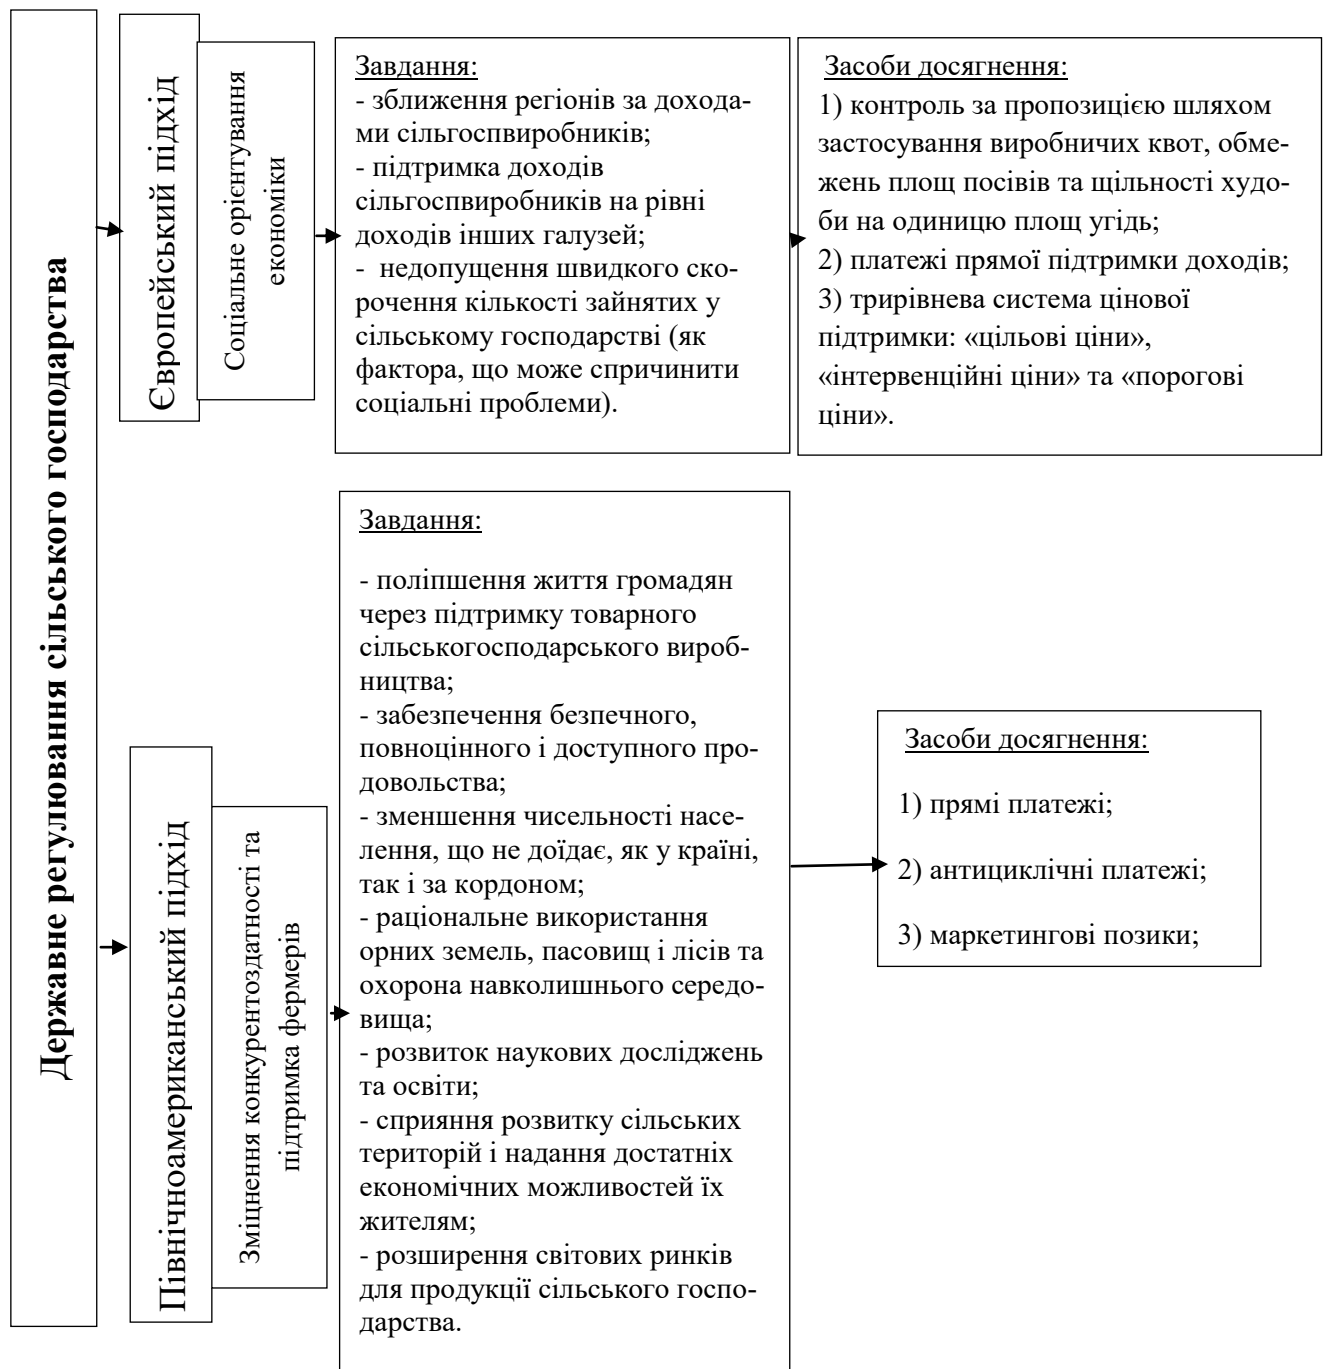 Державне регулювання сільського господарства
Європейський підхід
Соціальне орієнтування
економіки
Завдання:
- зближення регіонів за дохода-
ми сільгоспвиробників;
- підтримка доходів
сільгоспвиробників на рівні
доходів інших галузей;
- недопущення швидкого ско-
рочення кількості зайнятих у
сільському господарстві (як
фактора, що може спричинити
соціальні проблеми).
Засоби досягнення:
1) контроль за пропозицією шляхом
застосування виробничих квот, обме-
жень площ посівів та щільності худо-
би на одиницю площ угідь;
2) платежі прямої підтримки доходів;
3) трирівнева система цінової
підтримки: «цільові ціни»,
«інтервенційні ціни» та «порогові
ціни».
Північноамериканський підхід
Зміцнення конкурентоздатності та
підтримка фермерів
Завдання:
- поліпшення життя громадян
через підтримку товарного
сільськогосподарського вироб-
ництва;
- забезпечення безпечного,
повноцінного і доступного про-
довольства;
- зменшення чисельності насе-
лення, що не доїдає, як у країні,
так і за кордоном;
- раціональне використання
орних земель, пасовищ і лісів та
охорона навколишнього середо-
вища;
- розвиток наукових досліджень
та освіти;
- сприяння розвитку сільських
територій і надання достатніх
економічних можливостей їх
жителям;
- розширення світових ринків
для продукції сільського госпо-
дарства.
Засоби досягнення:
1) прямі платежі;
2) антициклічні платежі;
3) маркетингові позики;